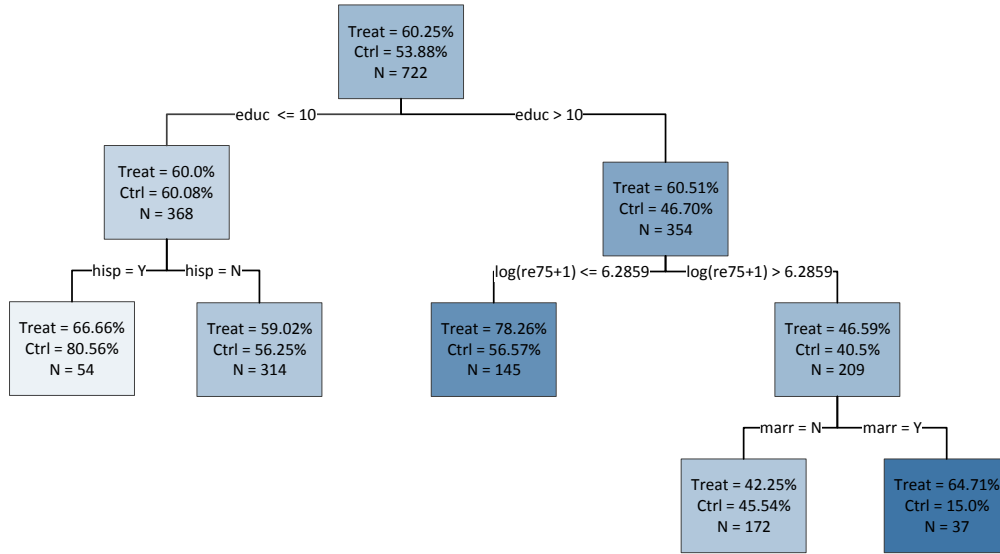 Treat = 60.25%
Ctrl = 53.88%
N = 722
educ <= 10
educ > 10
Treat = 60.0%
Ctrl = 60.08%
N = 368
Treat = 60.51%
Ctrl = 46.70%
N = 354
hisp = Y
hisp = N
log(re75+1) <= 6.2859
log(re75+1) > 6.2859
Treat = 66.66%
Ctrl = 80.56%
N = 54
Treat = 59.02%
Ctrl = 56.25%
N = 314
Treat = 78.26%
Ctrl = 56.57%
N = 145
Treat = 46.59%
Ctrl = 40.5%
N = 209
marr = N
marr = Y
Treat = 42.25%
Ctrl = 45.54%
N = 172
Treat = 64.71%
Ctrl = 15.0%
N = 37